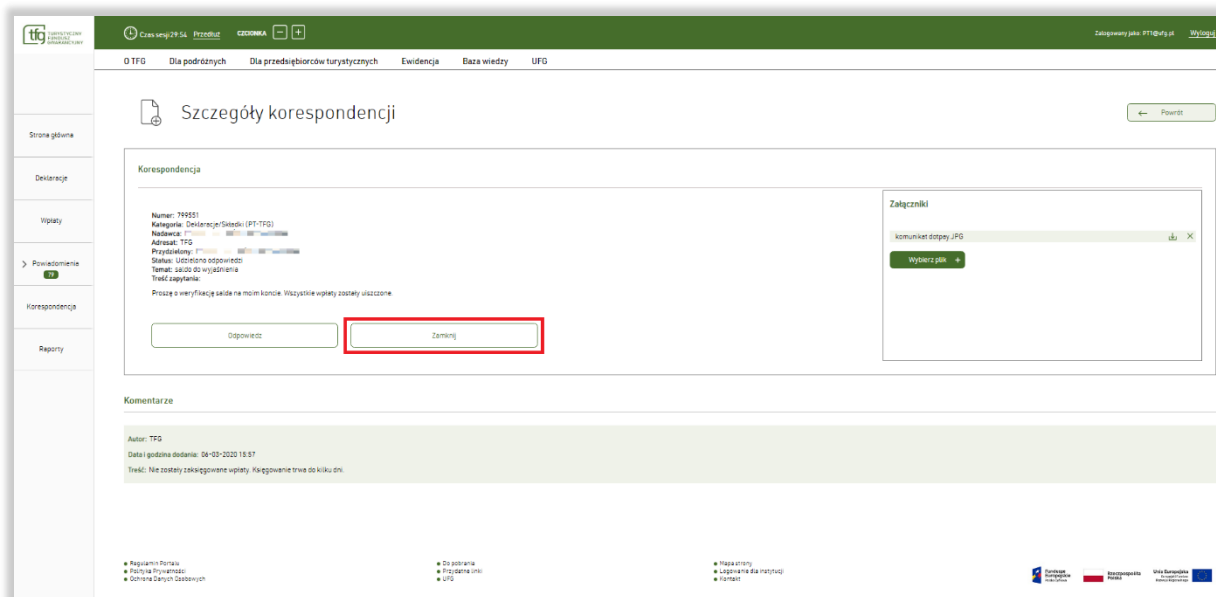 tfg TURYSTYCZNY
FUNDUSZ
GWARANCYJNY
Czas sesji 29:54 Przedłuż CZCIONKA − +
Zalogowany jako: PT1@ufg.pl Wyloguj
O TFG Dla podróżnych Dla przedsiębiorców turystycznych Ewidencja Baza wiedzy UFG
Szczegóły korespondencji
← Powrót
Strona główna
Deklaracje
Wpłaty
Powiadomienia
79
Korespondencja
Raporty
Korespondencja
Numer: 799551
Kategoria: Deklaracje/Składki (PT-TFG)
Nadawca:
Adresat: TFG
Przydzielony:
Status: Udzielono odpowiedzi
Temat: saldo do wyjaśnienia
Treść zapytania:
Proszę o weryfikację salda na moim koncie. Wszystkie wpłaty zostały uiszczone.
Odpowiedz
Zamknij
Załączniki
komunikat dotpay.JPG
Wybierz plik +
Komentarze
Autor: TFG
Data i godzina dodania: 06-03-2020 15:57
Treść: Nie zostały zaksięgowane wpłaty. Księgowanie trwa do kilku dni.
Regulamin Portalu
Polityka Prywatności
Ochrona Danych Osobowych
Do pobrania
Przydatne linki
UFG
Mapa strony
Logowanie dla instytucji
Kontakt
Fundusze
Europejskie
Rzeczpospolita
Polska
Unia Europejska